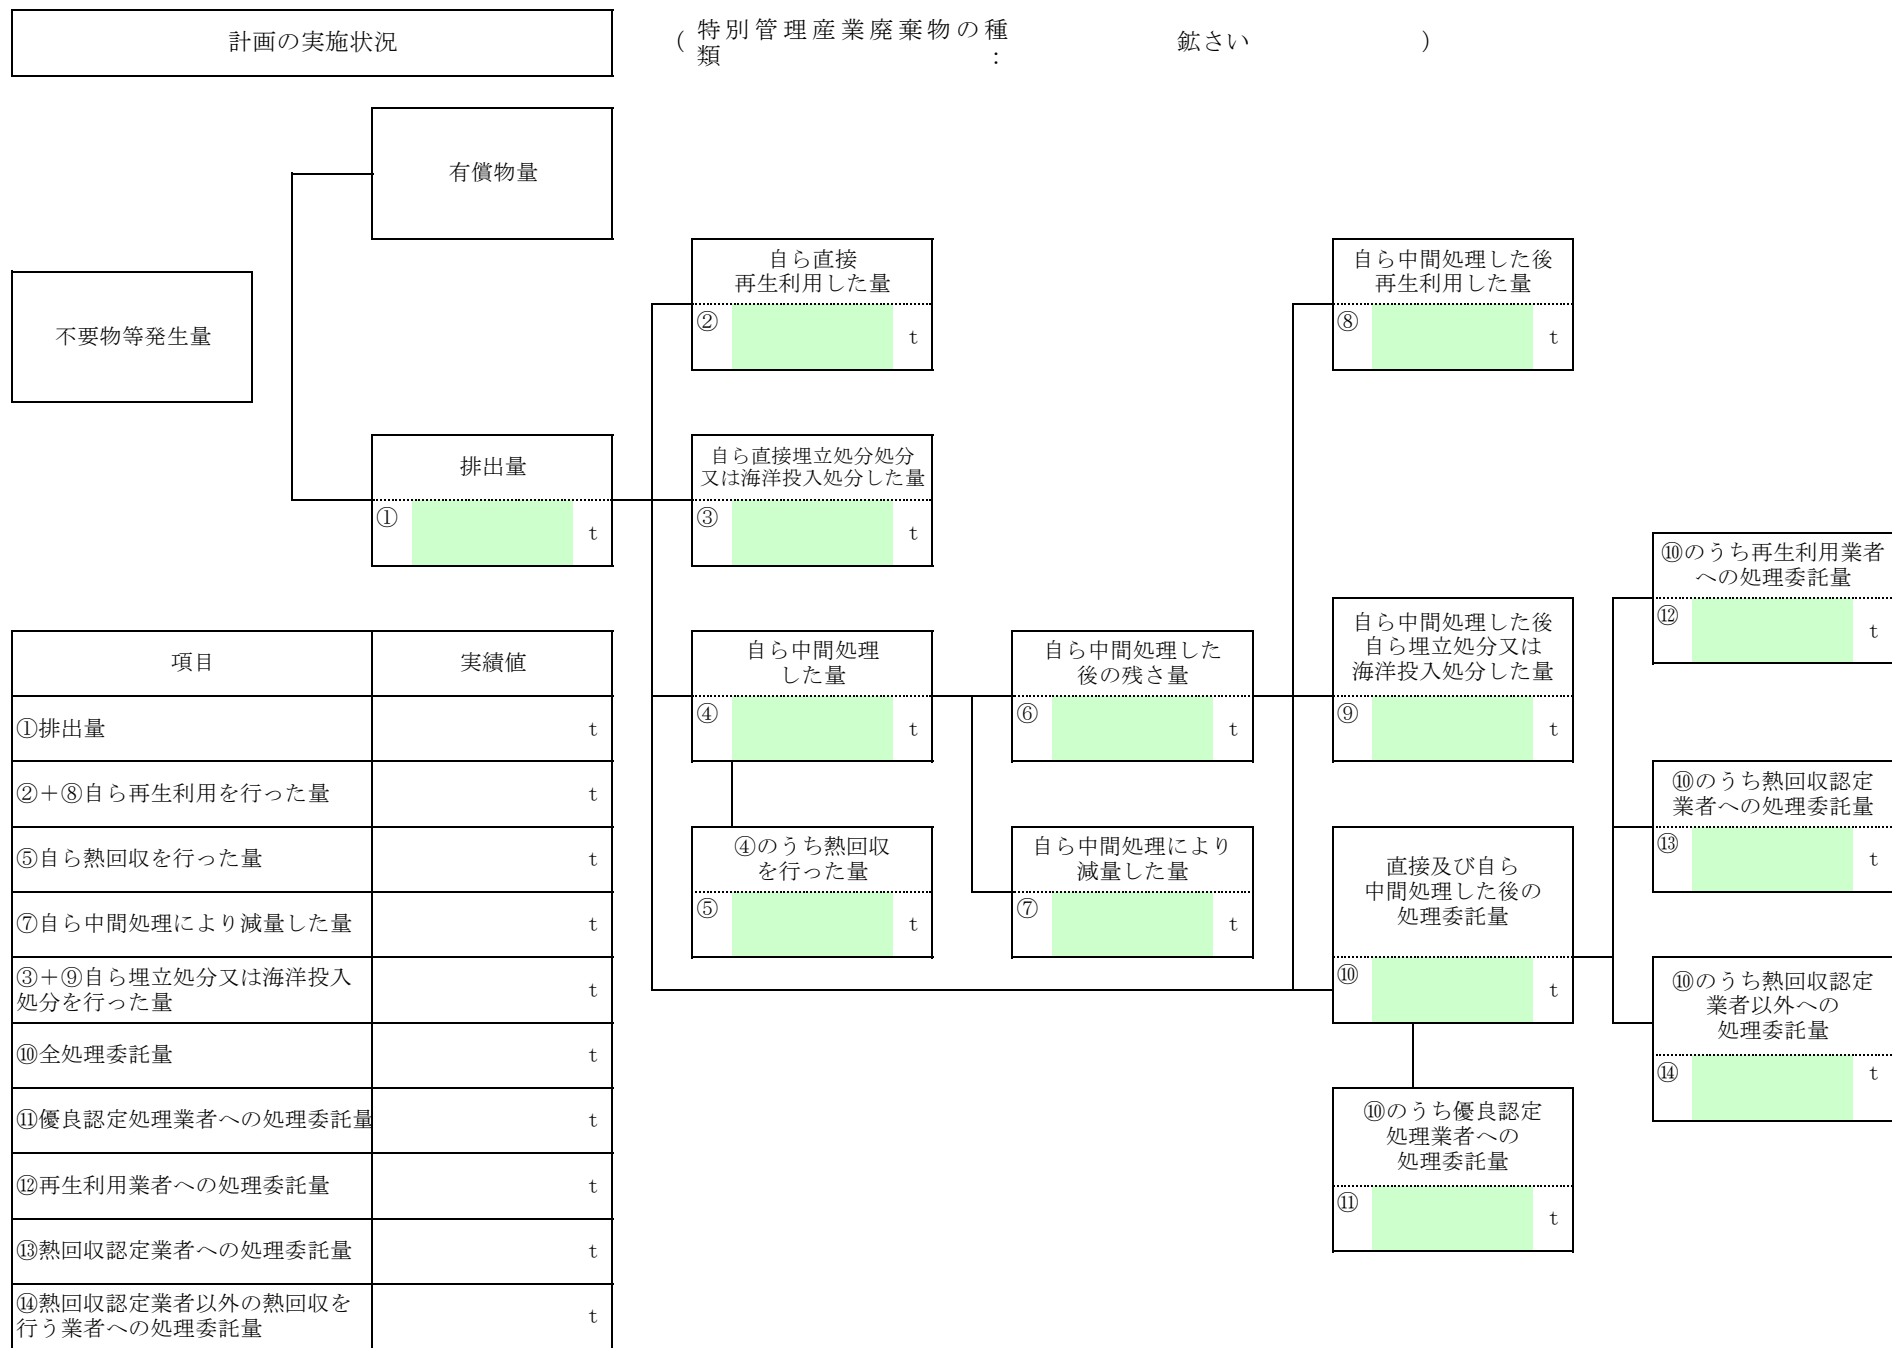 計画の実施状況
（ 特別管理産業廃棄物の種
類 ：
鉱さい ）
有償物量
不要物等発生量
排出量
① t
自ら直接
再生利用した量
② t
自ら直接埋立処分処分
又は海洋投入処分した量
③ t
自ら中間処理
した量
④ t
④のうち熱回収
を行った量
⑤ t
自ら中間処理した
後の残さ量
⑥ t
自ら中間処理により
減量した量
⑦ t
自ら中間処理した後
再生利用した量
⑧ t
自ら中間処理した後
自ら埋立処分又は
海洋投入処分した量
⑨ t
直接及び自ら
中間処理した後の
処理委託量
⑩ t
⑩のうち優良認定
処理業者への
処理委託量
⑪ t
⑩のうち再生利用業者
への処理委託量
⑫ t
⑩のうち熱回収認定
業者への処理委託量
⑬ t
⑩のうち熱回収認定
業者以外への
処理委託量
⑭ t
項目 実績値
①排出量 t
②＋⑧自ら再生利用を行った量 t
⑤自ら熱回収を行った量 t
⑦自ら中間処理により減量した量 t
③＋⑨自ら埋立処分又は海洋投入
処分を行った量 t
⑩全処理委託量 t
⑪優良認定処理業者への処理委託量 t
⑫再生利用業者への処理委託量 t
⑬熱回収認定業者への処理委託量 t
⑭熱回収認定業者以外の熱回収を
行う業者への処理委託量 t